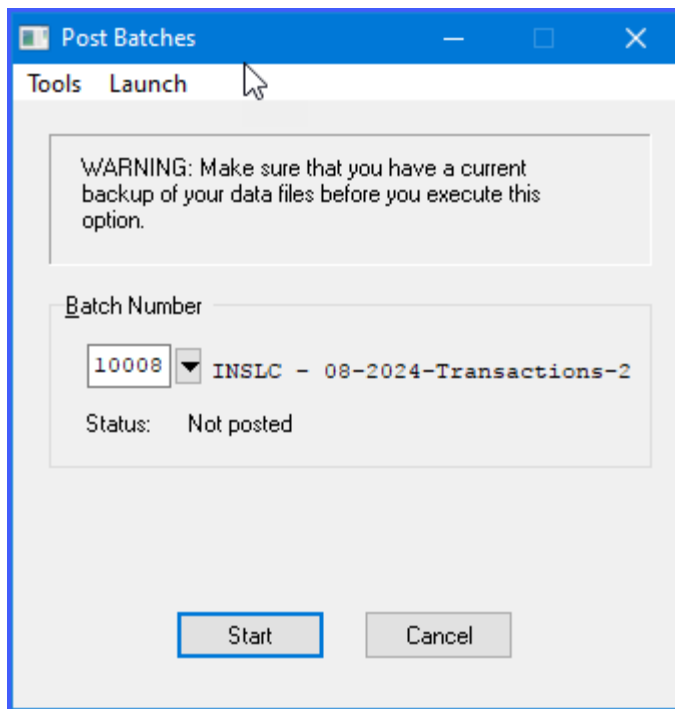 Post Batches
Tools Launch
WARNING: Make sure that you have a current
backup of your data files before you execute this
option.
Batch Number
10008 INSLC - 08-2024-Transactions-2
Status: Not posted
Start Cancel